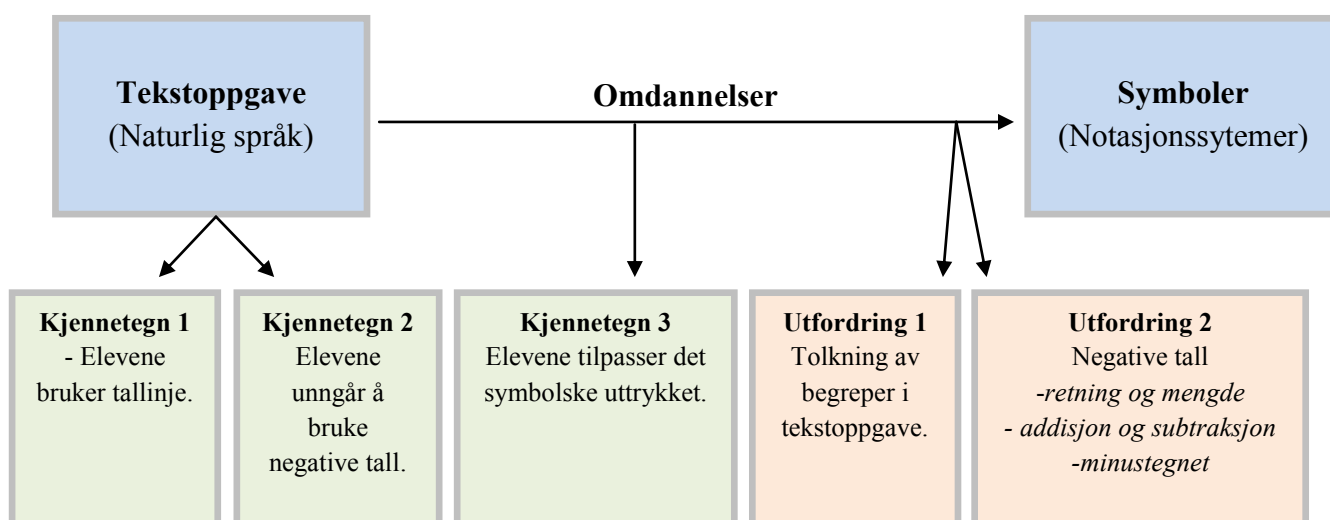 Tekstoppgave
(Naturlig språk)
Omdannelser
Symboler
(Notasjonssytemer)
Kjennetegn 1
- Elevene
bruker tallinje.
Kjennetegn 2
Elevene
unngår å
bruke
negative tall.
Kjennetegn 3
Elevene tilpasser det
symbolske uttrykket.
Utfordring 1
Tolkning av
begreper i
tekstoppgave.
Utfordring 2
Negative tall
-retning og mengde
- addisjon og subtraksjon
-minustegnet